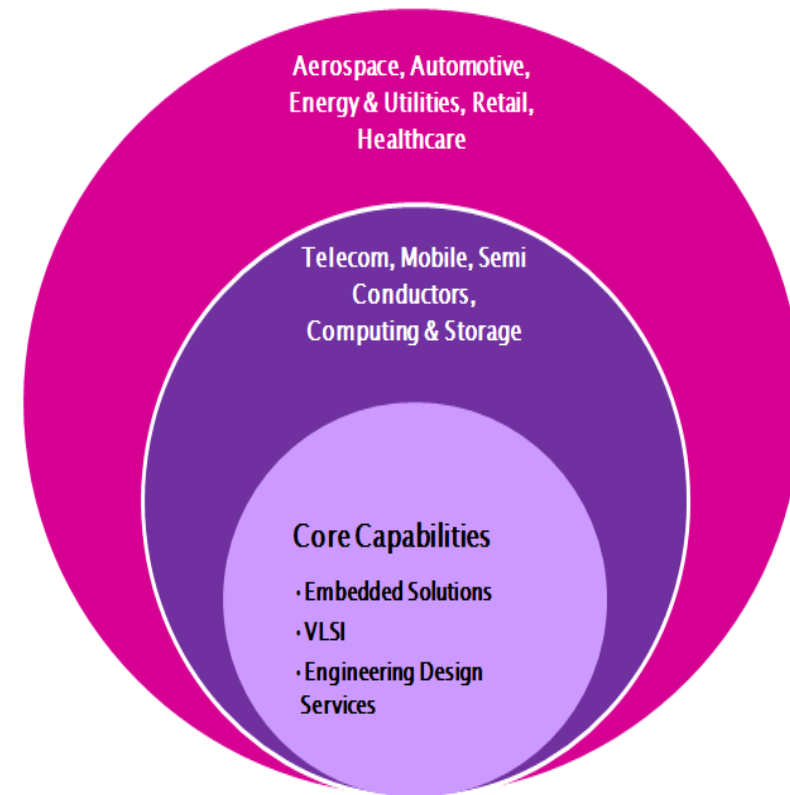 Aerospace, Automotive,
Energy & Utilities, Retail,
Healthcare
Telecom, Mobile, Semi
Conductors,
Computing & Storage
Core Capabilities
• Embedded Solutions
• VLSI
• Engineering Design
Services